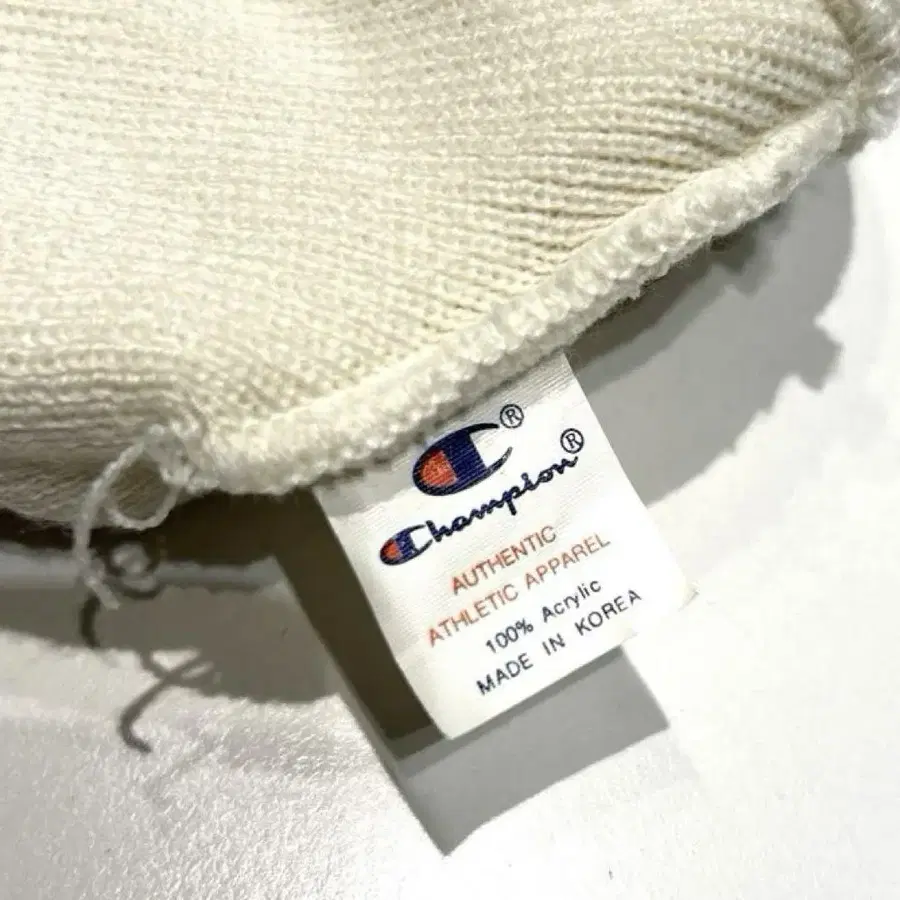 C®
Champion®
AUTHENTIC
ATHLETIC APPAREL
100% Acrylic
MADE IN KOREA